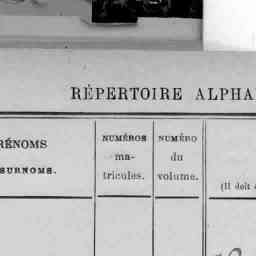 RÉPERTOIRE ALPHA
RÉNOMS
SURNOMS.
NUMÉROS
ma-
tricules.
NUMÉRO
du
volume.
(Il doit